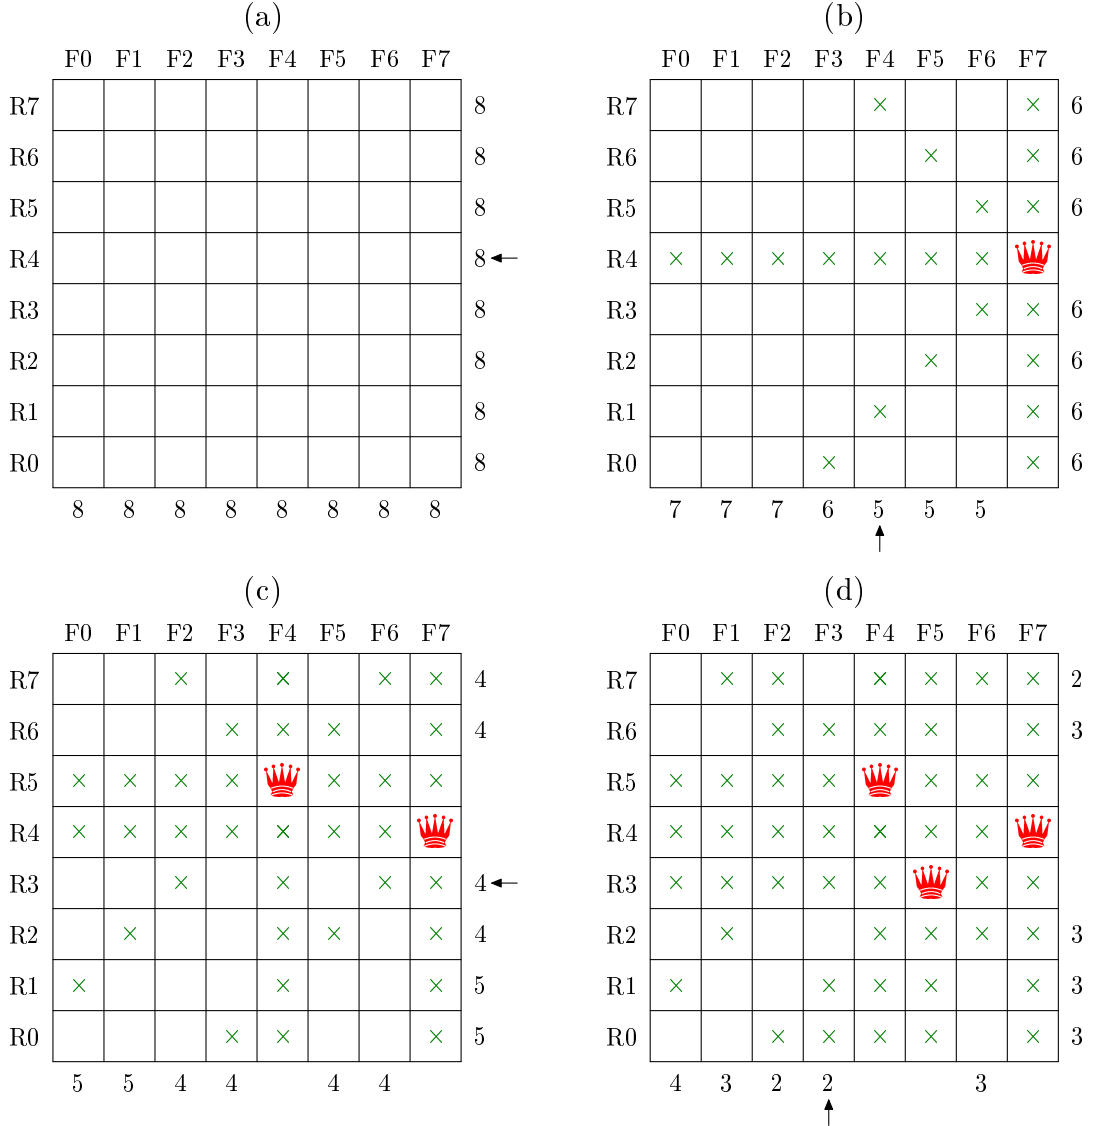 (a) (b)
F0 F1 F2 F3 F4 F5 F6 F7 F0 F1 F2 F3 F4 F5 F6 F7
R7 8 R7 6
R6 8 R6 6
R5 8 R5 6
R4 8 R4
R3 8 R3 6
R2 8 R2 6
R1 8 R1 6
R0 8 R0 6
8 8 8 8 8 8 8 8 7 7 7 6 5 5 5
(c) (d)
F0 F1 F2 F3 F4 F5 F6 F7 F0 F1 F2 F3 F4 F5 F6 F7
R7 4 R7 2
R6 4 R6 3
R5 R5
R4 R4
R3 4 R3
R2 4 R2 3
R1 5 R1 3
R0 5 R0 3
5 5 4 4 4 4 4 3 2 2 3